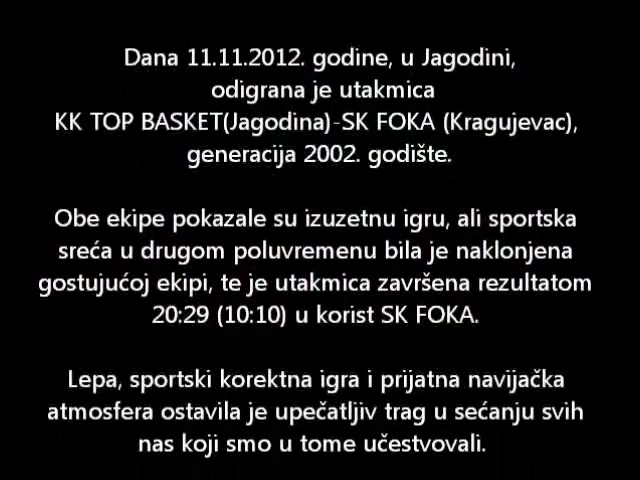 Dana 11.11.2012. godine, u Jagodini,
odigrana je utakmica
KK TOP BASKET(Jagodina)-SK FOKA (Kragujevac),
generacija 2002. godište.
Obe ekipe pokazale su izuzetnu igru, ali sportska
sreća u drugom poluvremenu bila je naklonjena
gostujućoj ekipi, te je utakmica završena rezultatom
20:29 (10:10) u korist SK FOKA.
Lepa, sportski korektna igra i prijatna navijačka
atmosfera ostavila je upečatljiv trag u sećanju svih
nas koji smo u tome učestvovali.